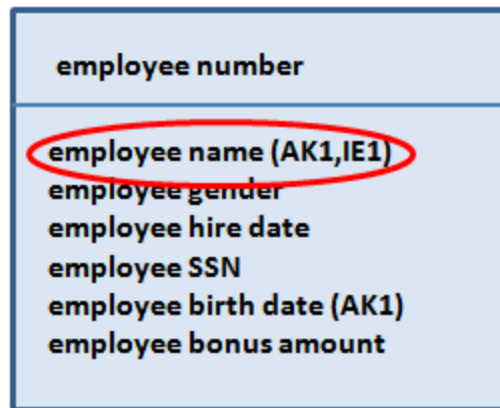 employee number
employee name (AK1,IE1)
employee gender
employee hire date
employee SSN
employee birth date (AK1)
employee bonus amount